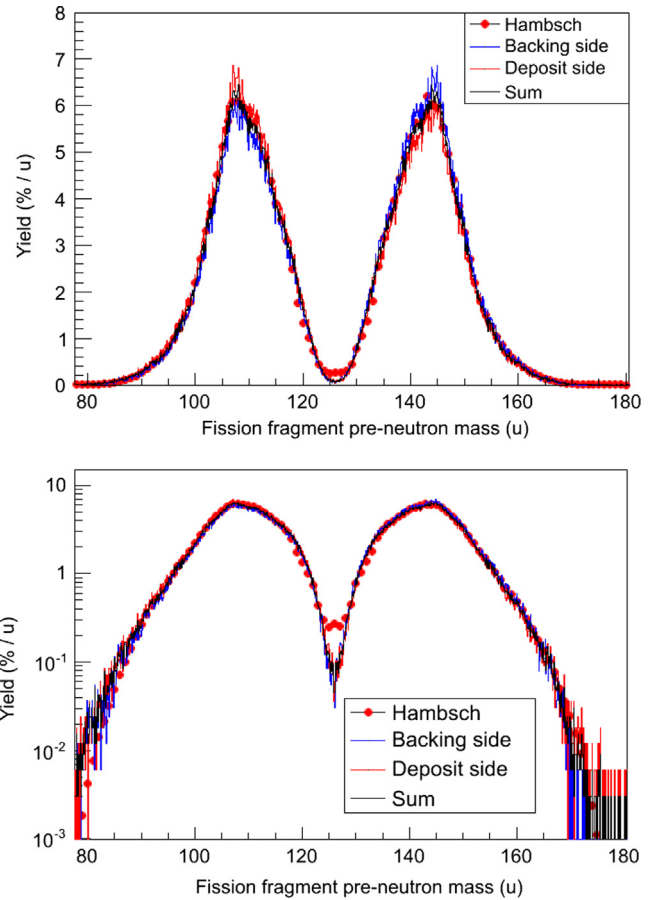 8
7
6
5
4
3
2
1
0
Yield (% / u)
Hambsch
Backing side
Deposit side
Sum
80 100 120 140 160 180
Fission fragment pre-neutron mass (u)
10
1
10⁻¹
10⁻²
10⁻³
Yield (% / u)
Hambsch
Backing side
Deposit side
Sum
80 100 120 140 160 180
Fission fragment pre-neutron mass (u)